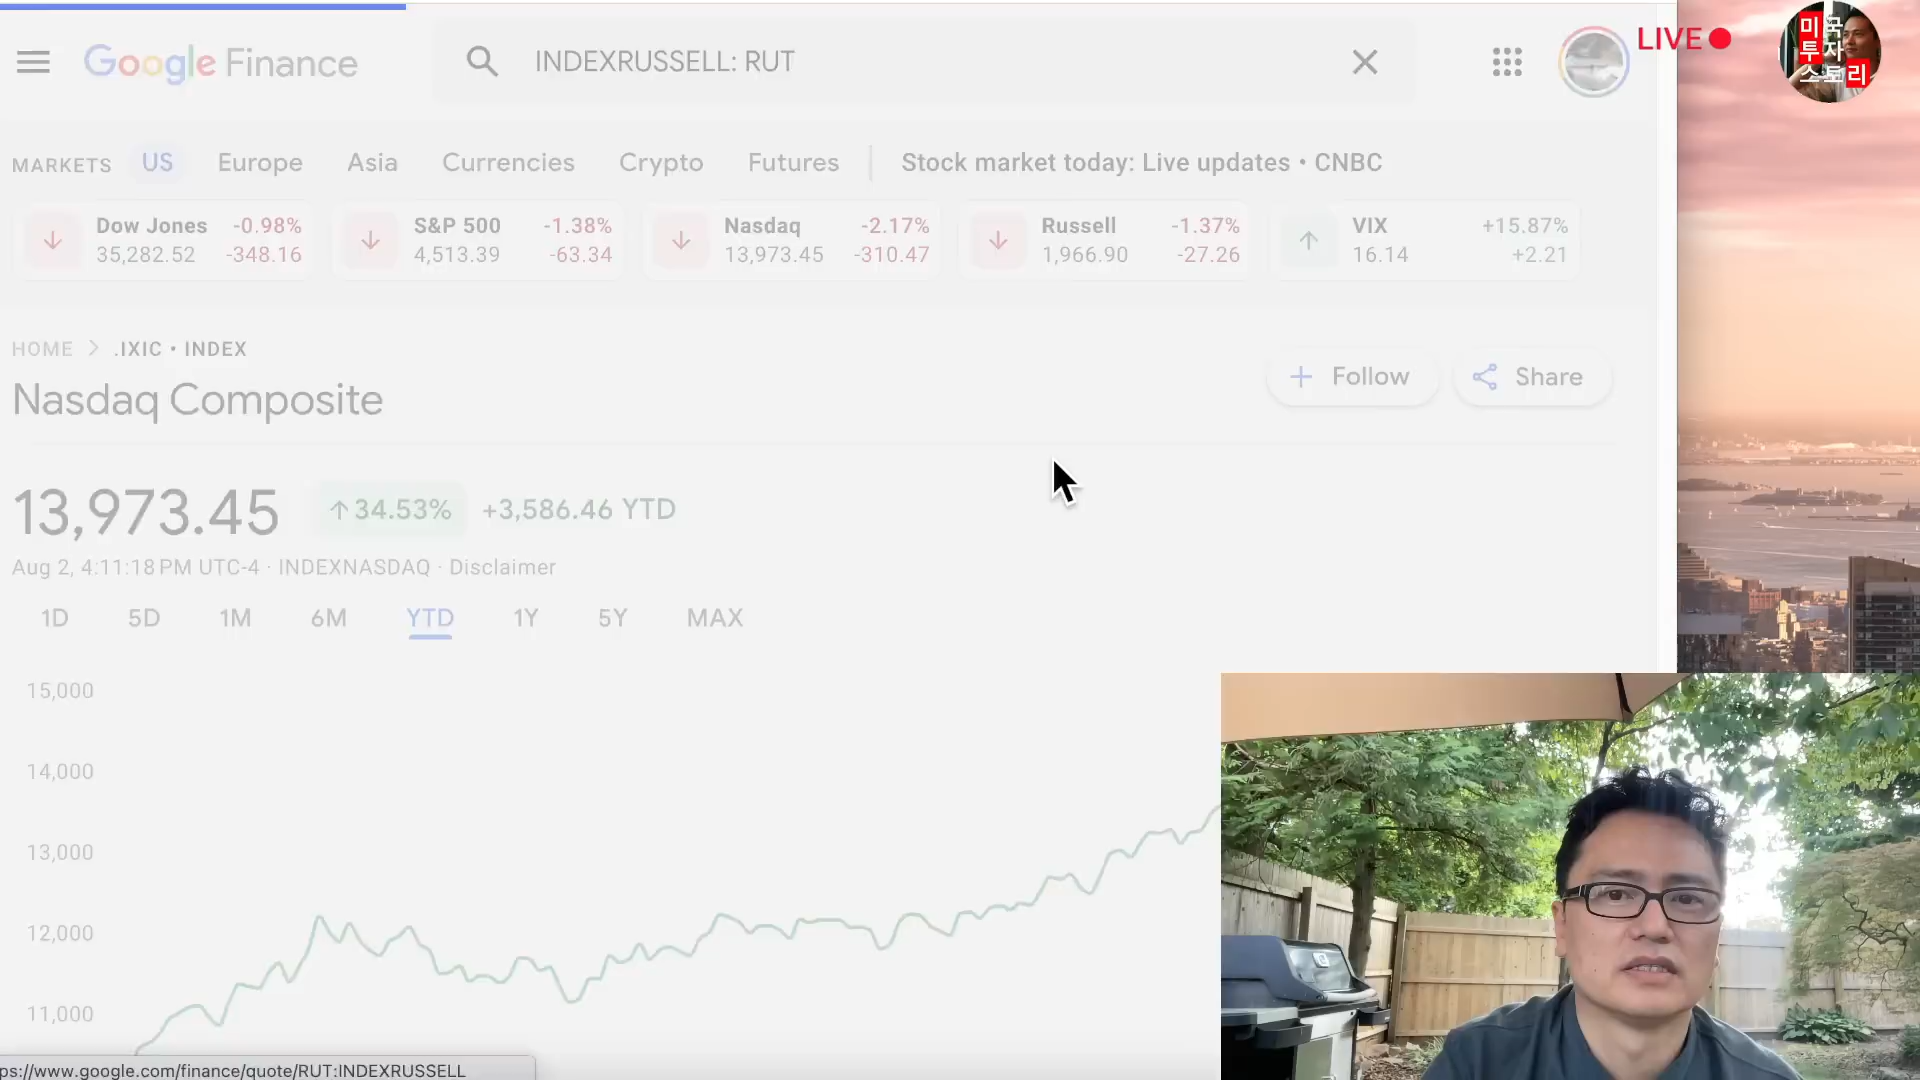 Google Finance
INDEXRUSSELL: RUT
LIVE
미국
투자
스토리
MARKETS US Europe Asia Currencies Crypto Futures Stock market today: Live updates • CNBC
Dow Jones -0.98%
35,282.52 -348.16
S&P 500 -1.38%
4,513.39 -63.34
Nasdaq -2.17%
13,973.45 -310.47
Russell -1.37%
1,966.90 -27.26
VIX +15.87%
16.14 +2.21
HOME > .IXIC • INDEX
Nasdaq Composite
+ Follow
Share
13,973.45 ↑34.53% +3,586.46 YTD
Aug 2, 4:11:18 PM UTC-4 · INDEXNASDAQ · Disclaimer
1D 5D 1M 6M YTD 1Y 5Y MAX
15,000
14,000
13,000
12,000
11,000
ps://www.google.com/finance/quote/RUT:INDEXRUSSELL